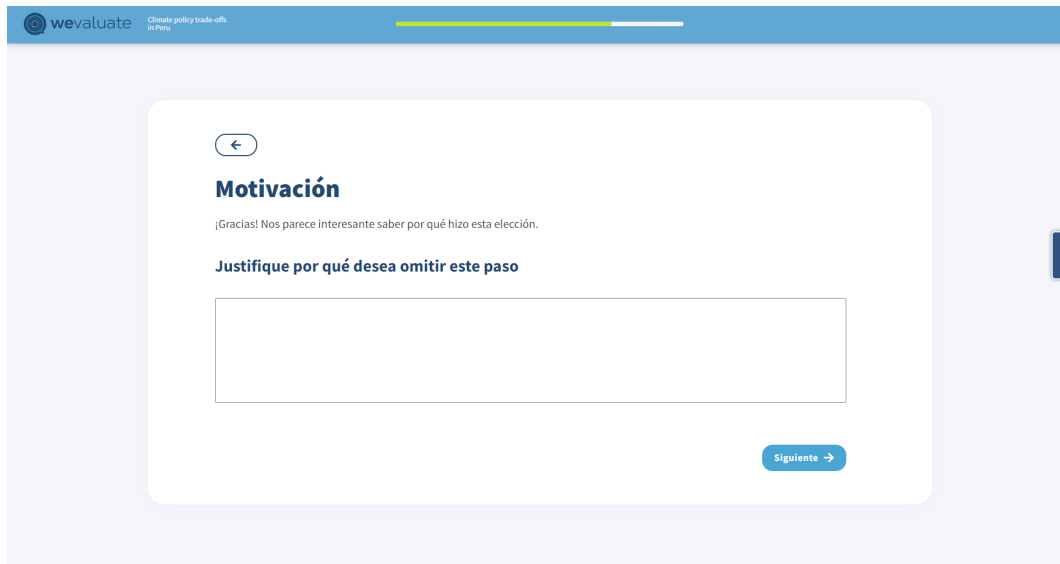 wevaluate
Climate policy trade-offs
in Peru
Motivación
¡Gracias! Nos parece interesante saber por qué hizo esta elección.
Justifique por qué desea omitir este paso
Siguiente →